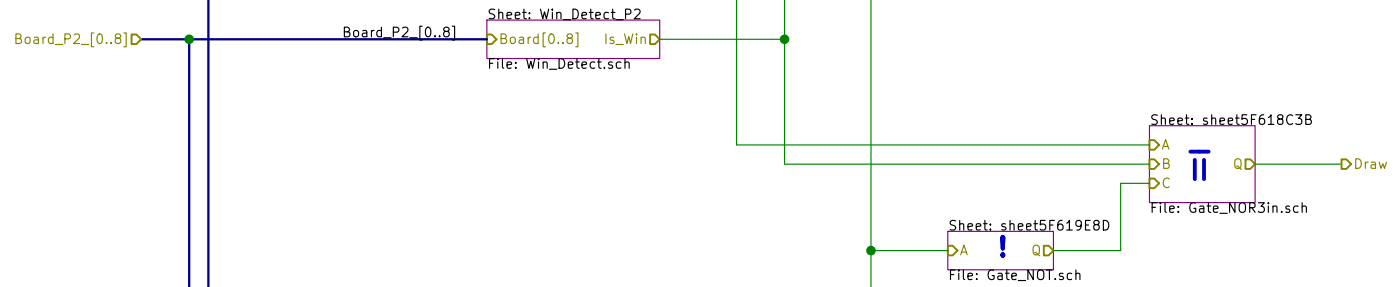 Sheet: Win_Detect_P2
Board_P2_[0..8]
Board_P2_[0..8]
Board[0..8] Is_Win
File: Win_Detect.sch
Sheet: sheet5F618C3B
A
B
C
Q
Draw
File: Gate_NOR3in.sch
Sheet: sheet5F619E8D
A ! Q
File: Gate_NOT.sch